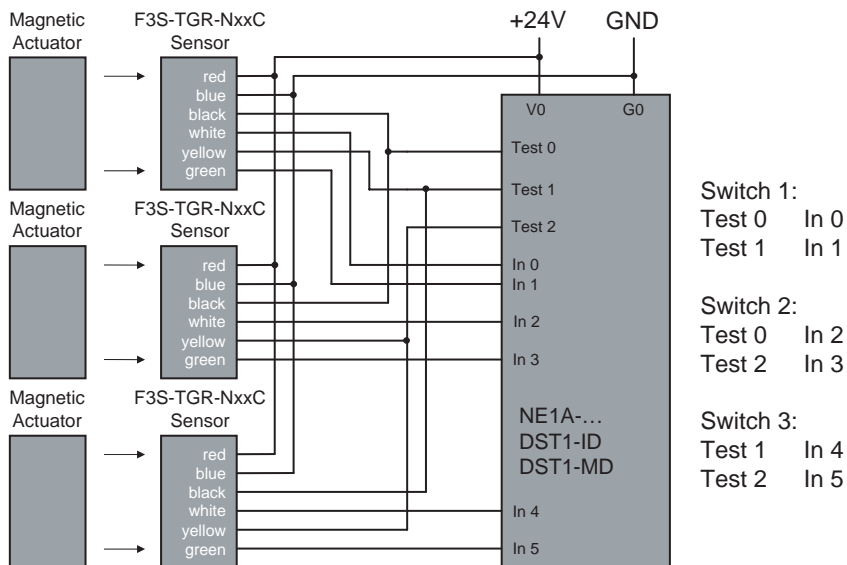 Magnetic
Actuator
F3S-TGR-NxxC
Sensor
red
blue
black
white
yellow
green
Magnetic
Actuator
F3S-TGR-NxxC
Sensor
red
blue
black
white
yellow
green
Magnetic
Actuator
F3S-TGR-NxxC
Sensor
red
blue
black
white
yellow
green
+24V GND
V0 G0
Test 0
Test 1
Test 2
In 0
In 1
In 2
In 3
NE1A-…
DST1-ID
DST1-MD
In 4
In 5
Switch 1:
Test 0 In 0
Test 1 In 1
Switch 2:
Test 0 In 2
Test 2 In 3
Switch 3:
Test 1 In 4
Test 2 In 5